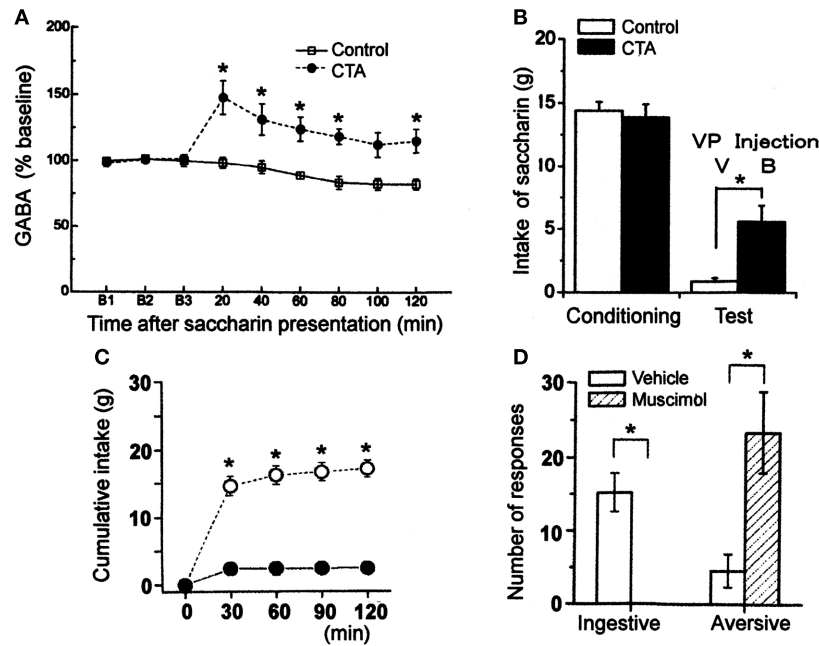 A
200
150
100
50
0
GABA (% baseline)
Control
CTA
*
*
*
*
*
B1 B2 B3 20 40 60 80 100 120
Time after saccharin presentation (min)
B
Control
CTA
20
15
10
5
0
Intake of saccharin (g)
VP Injection
V B
*
Conditioning Test
C
30
20
10
0
Cumulative intake (g)
* * * *
0 30 60 90 120
(min)
D
Vehicle
Muscimol
30
20
10
0
Number of responses
*
*
Ingestive Aversive